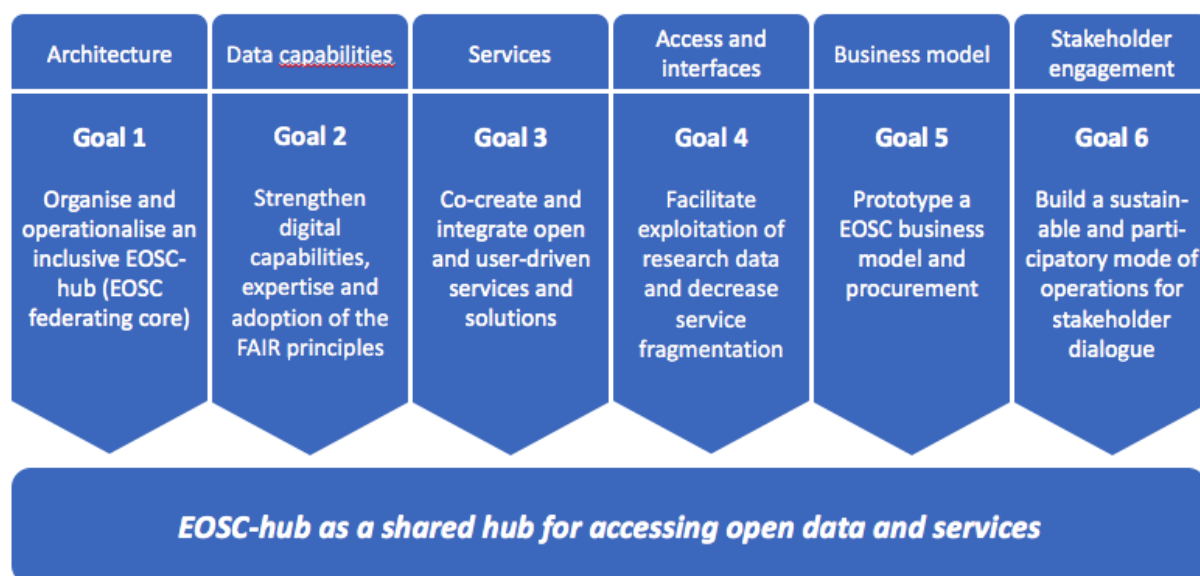 Architecture
Data capabilities
Services
Access and
interfaces
Business model
Stakeholder
engagement
Goal 1
Organise and
operationalise an
inclusive EOSC-
hub (EOSC
federating core)
Goal 2
Strengthen
digital
capabilities,
expertise and
adoption of the
FAIR principles
Goal 3
Co-create and
integrate open
and user-driven
services and
solutions
Goal 4
Facilitate
exploitation of
research data
and decrease
service
fragmentation
Goal 5
Prototype a
EOSC business
model and
procurement
Goal 6
Build a sustain-
able and parti-
cipatory mode of
operations for
stakeholder
dialogue
EOSC-hub as a shared hub for accessing open data and services